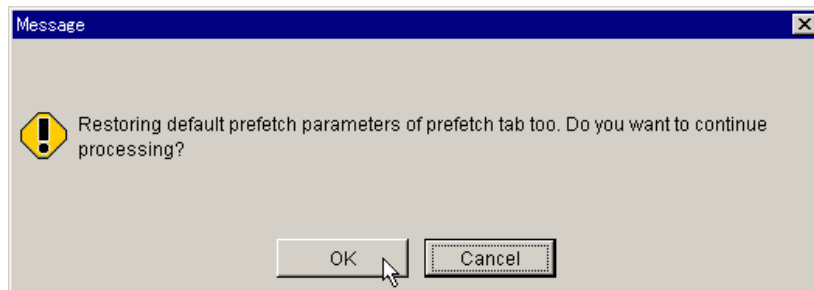 Message
Restoring default prefetch parameters of prefetch tab too. Do you want to continue
processing?
OK
Cancel